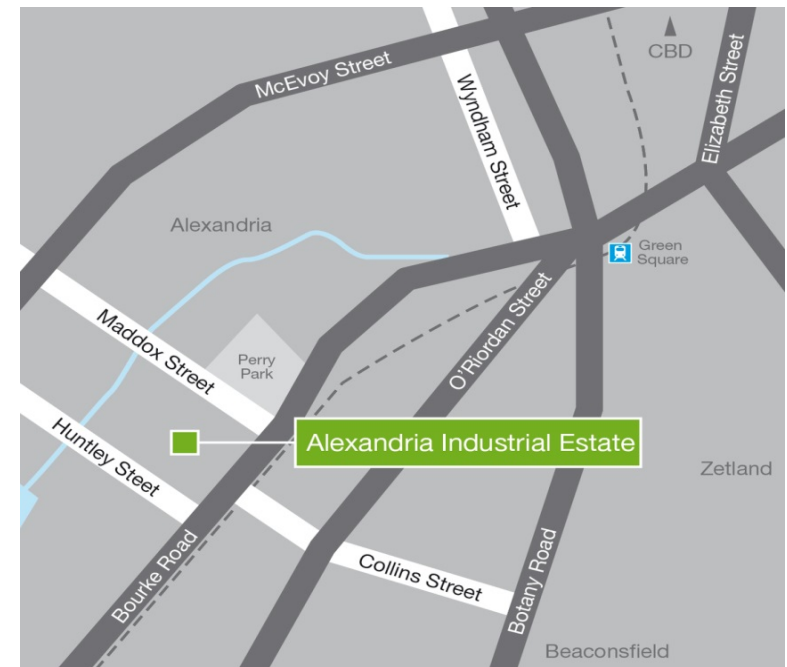 CBD
McEvoy Street
Wyndham Street
Elizabeth Street
Alexandria
Green
Square
O'Riordan Street
Maddox Street
Perry
Park
Alexandria Industrial Estate
Huntley Steet
Zetland
Bourke Road
Collins Street
Botany Road
Beaconsfield